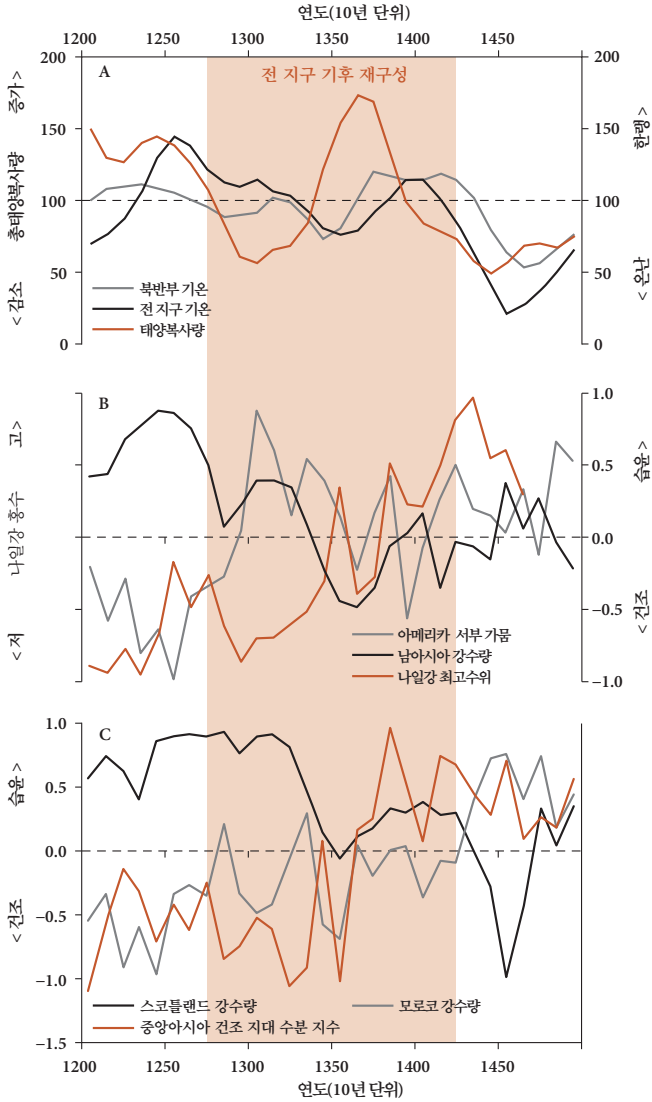 연도(10년 단위)
1200 1250 1300 1350 1400 1450
200 200
A
전 지구 기후 재구성
증가 >
한랭 >
150 150
총태양복사량
100 100
50 50
< 감소
< 온난
북반부 기온
전 지구 기온
태양복사량
0 0
B
1.0
고 >
습윤 >
0.5
나일강 홍수
0.0
−0.5
< 저
< 건조
아메리카 서부 가뭄
남아시아 강수량
나일강 최고수위
−1.0
1.0
C
습윤 >
0.5
0.0
< 건조
−0.5
−1.0
스코틀랜드 강수량
모로코 강수량
중앙아시아 건조 지대 수분 지수
−1.5
1200 1250 1300 1350 1400 1450
연도(10년 단위)